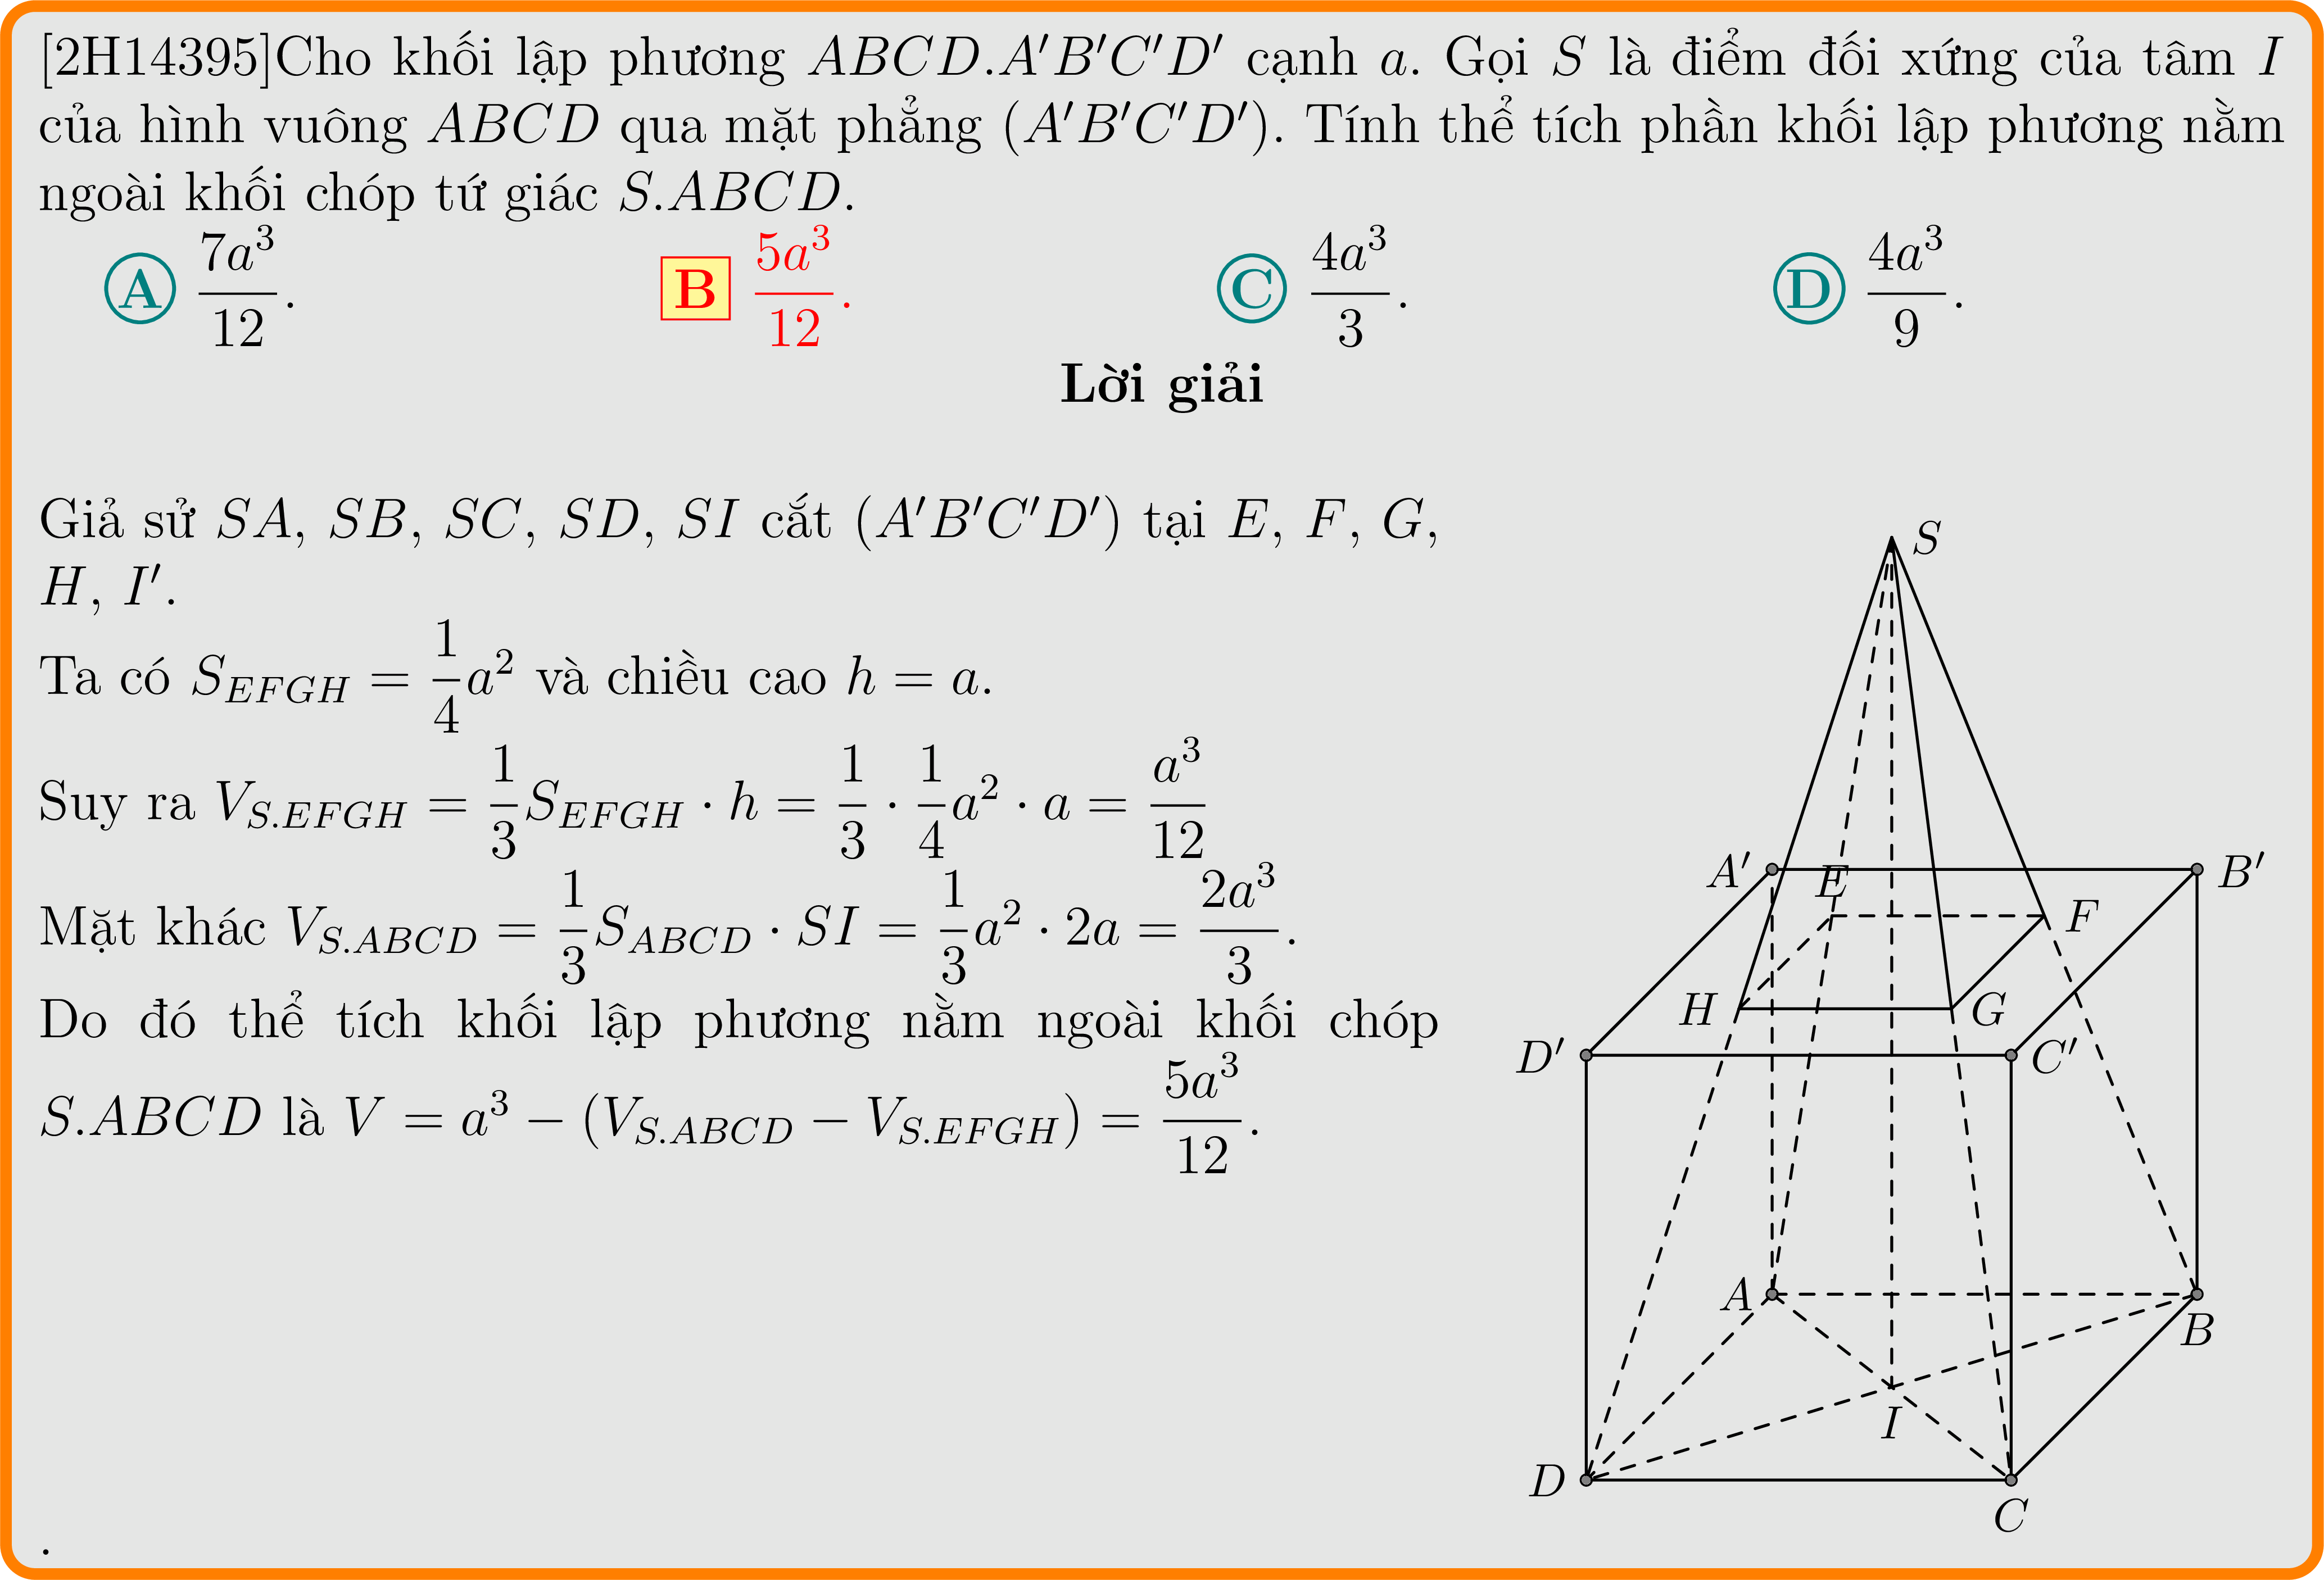 [2H14395]Cho khối lập phương ABCD.A′B′C′D′ cạnh a. Gọi S là điểm đối xứng của tâm I
của hình vuông ABCD qua mặt phẳng (A′B′C′D′). Tính thể tích phần khối lập phương nằm
ngoài khối chóp tứ giác S.ABCD.
A \frac{7a^3}{12}. B \frac{5a^3}{12}. C \frac{4a^3}{3}. D \frac{4a^3}{9}.
Lời giải
Giả sử SA, SB, SC, SD, SI cắt (A′B′C′D′) tại E, F, G,
H, I′.
Ta có S_{EFGH} = \frac{1}{4}a^2 và chiều cao h = a.
Suy ra V_{S.EFGH} = \frac{1}{3}S_{EFGH} · h = \frac{1}{3} · \frac{1}{4}a^2 · a = \frac{a^3}{12}
Mặt khác V_{S.ABCD} = \frac{1}{3}S_{ABCD} · SI = \frac{1}{3}a^2 · 2a = \frac{2a^3}{3}.
Do đó thể tích khối lập phương nằm ngoài khối chóp
S.ABCD là V = a^3 − (V_{S.ABCD} − V_{S.EFGH}) = \frac{5a^3}{12}.
.
S
A′
E
B′
F
H
G
D′
C′
A
B
I
D
C